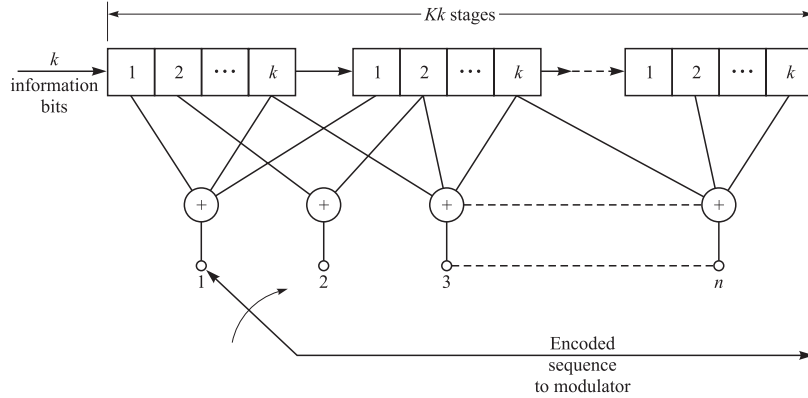 Kk stages
k
information
bits
1 2 ... k
1 2 ... k
1 2 ... k
+ + + +
1 2 3 n
Encoded
sequence
to modulator